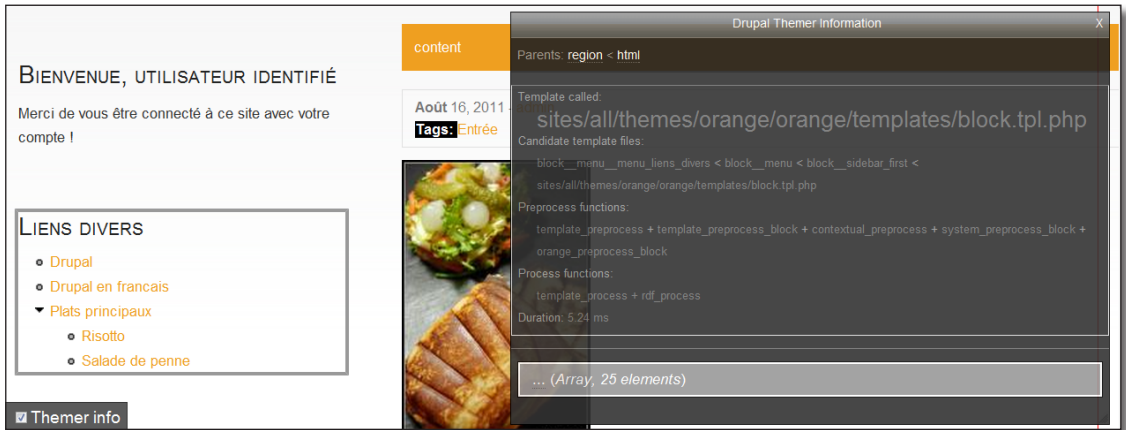 BIENVENUE, UTILISATEUR IDENTIFIÉ
Merci de vous être connecté à ce site avec votre
compte !
LIENS DIVERS
Drupal
Drupal en francais
Plats principaux
Risotto
Salade de penne
Themer info
content
Août 16, 2011
Tags: Entrée
Drupal Themer Information X
Parents: region < html
Template called:
sites/all/themes/orange/orange/templates/block.tpl.php
Candidate template files:
block__menu__menu_liens_divers < block__menu < block__sidebar_first <
sites/all/themes/orange/orange/templates/block.tpl.php
Preprocess functions:
template_preprocess + template_preprocess_block + contextual_preprocess + system_preprocess_block +
orange_preprocess_block
Process functions:
template_process + rdf_process
Duration: 5.24 ms
... (Array, 25 elements)